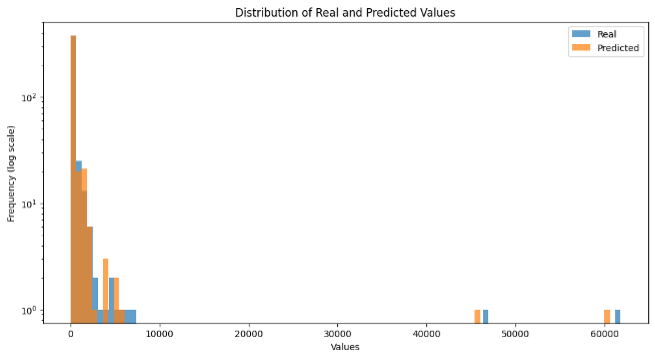 Distribution of Real and Predicted Values
Real
Predicted
Frequency (log scale)
10²
10¹
10⁰
0 10000 20000 30000 40000 50000 60000
Values